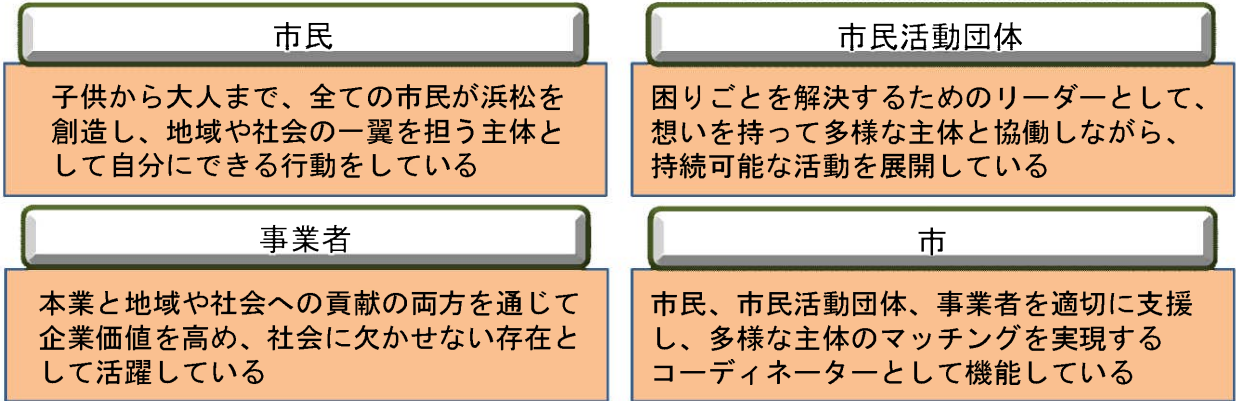 市民
子供から大人まで、全ての市民が浜松を
創造し、地域や社会の一翼を担う主体と
して自分にできる行動をしている
市民活動団体
困りごとを解決するためのリーダーとして、
想いを持って多様な主体と協働しながら、
持続可能な活動を展開している
事業者
本業と地域や社会への貢献の両方を通じて
企業価値を高め、社会に欠かせない存在と
して活躍している
市
市民、市民活動団体、事業者を適切に支援
し、多様な主体のマッチングを実現する
コーディネーターとして機能している